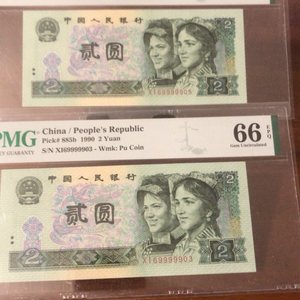 中国人民银行
贰圆
2
XI69999905
PMG
China / People's Republic
Pick# 885b 1990 2 Yuan
S/N XI69999903 - Wmk: Pu Coin
66 EPQ
Gem Uncirculated
中国人民银行
贰圆
2
XI69999903